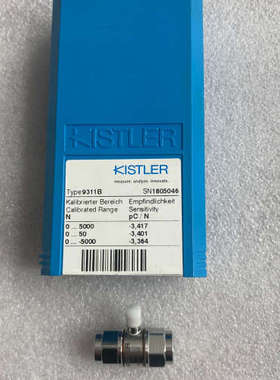 KISTLER
KISTLER
measure. analyze. innovate.
Type 9311B SN1805046
Kalibrierter Bereich Empfindlichkeit
Calibrated Range Sensitivity
N pC / N
0 ... 5000 -3,417
0 ... 50 -3,401
0 ... -5000 -3,364